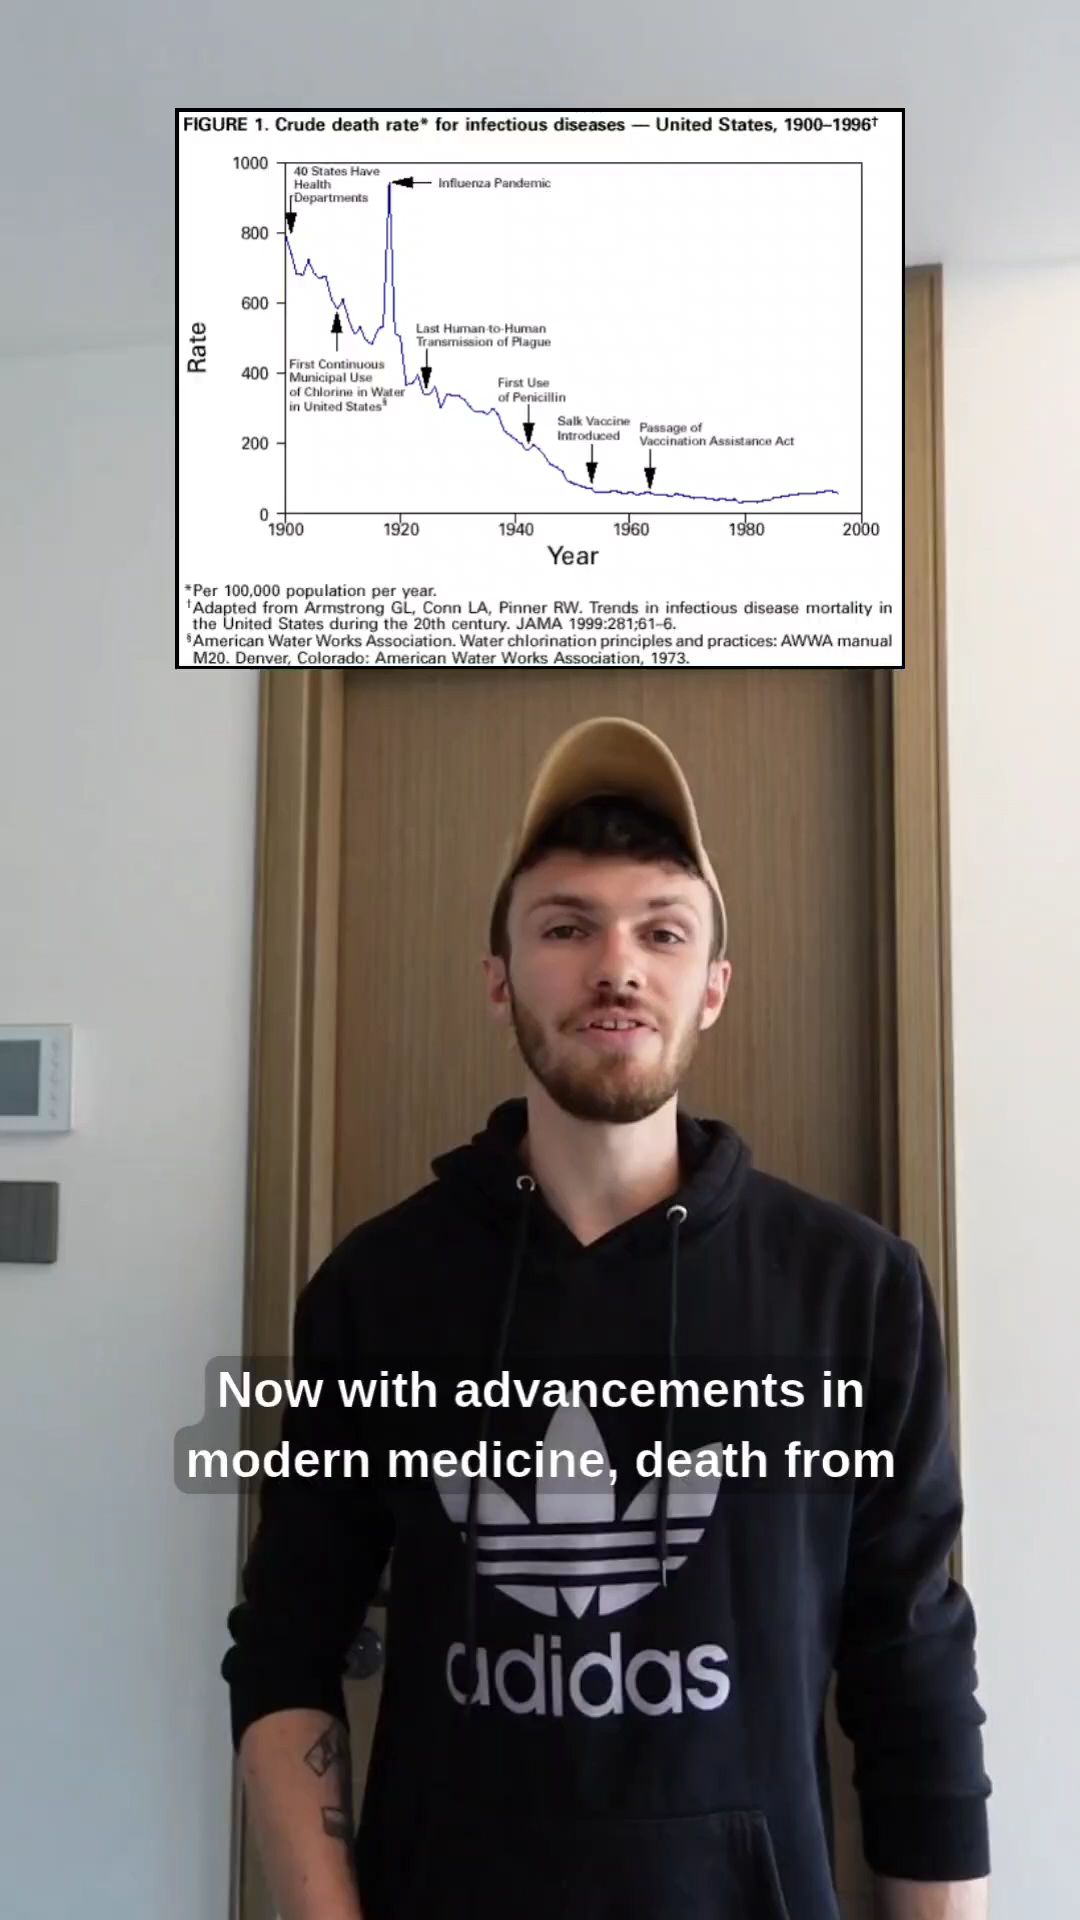 FIGURE 1. Crude death rate* for infectious diseases — United States, 1900–1996†
1000
800
600
400
200
0
Rate
40 States Have
Health
Departments
Influenza Pandemic
Last Human-to-Human
Transmission of Plague
First Continuous
Municipal Use
of Chlorine in Water
in United States§
First Use
of Penicillin
Salk Vaccine
Introduced
Passage of
Vaccination Assistance Act
1900
1920
1940
1960
1980
2000
Year
*Per 100,000 population per year.
†Adapted from Armstrong GL, Conn LA, Pinner RW. Trends in infectious disease mortality in
the United States during the 20th century. JAMA 1999:281;61–6.
§American Water Works Association. Water chlorination principles and practices: AWWA manual
M20. Denver, Colorado: American Water Works Association, 1973.
Now with advancements in
modern medicine, death from
adidas